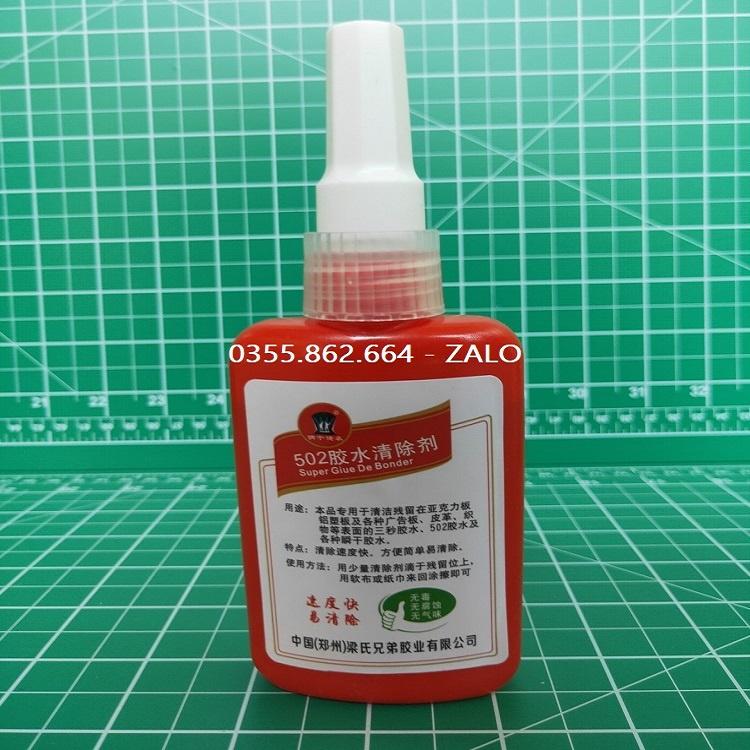 0355.862.664 - ZALO
21
22
23
24
30
31
32
®
502胶水清除剂
Super Glue De Bonder
用途：本品专用于清洁残留在亚克力板
铝塑板及各种广告板、皮革、织
物等表面的三秒胶水、502胶水及
各种瞬干胶水。
特点：清除速度快。方便简单易清除。
使用方法：用少量清除剂滴于残留位上，
用软布或纸巾来回涂擦即可
速度快
易清除
无毒
无腐蚀
无气味
中国(郑州)梁氏兄弟胶业有限公司